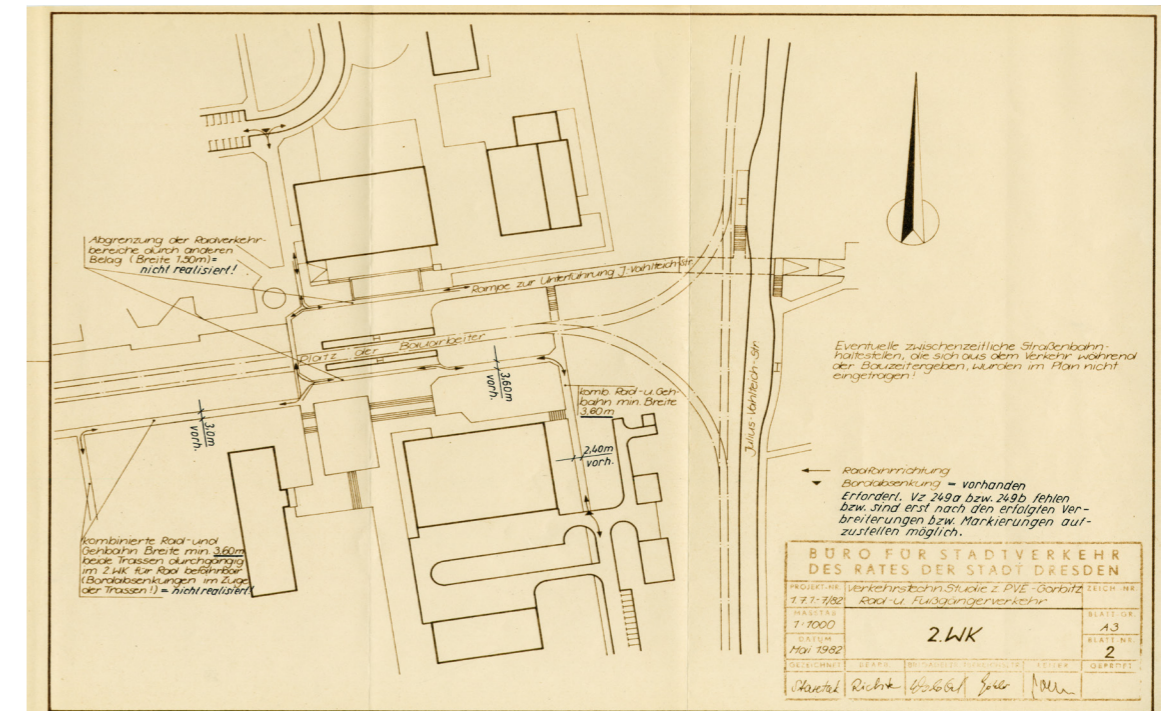 Abgrenzung der Radverkehr-
bereiche durch anderen
Belag (Breite 1.50m) =
nicht realisiert!
Rampe zur Unterführung J.-Vahlteich-Str.
Platz der Bauarbeiter
3,60m
vorh.
komb. Rad-u. Geh-
bahn min. Breite
3.60m
3,0m
vorh.
2,40m
vorh.
Julius-Vahlteich-Str.
Eventuelle zwischenzeitliche Straßenbahn-
haltestellen, die sich aus dem Verkehr während
der Bauzeit ergeben, wurden im Plan nicht
eingetragen!
kombinierte Rad-und
Gehbahn Breite min. 3.60m
beide Trassen durchgängig
im 2.WK für Rad befahrbar
(Bordabsenkungen im Zuge
der Trassen!) = nicht realisiert!
Radfahrrichtung
Bordabsenkung = vorhanden
Erforderl. Vz 249a bzw. 249b fehlen
bzw. sind erst nach den erfolgten Ver-
breiterungen bzw. Markierungen auf-
zustellen möglich.
BÜRO FÜR STADTVERKEHR
DES RATES DER STADT DRESDEN
PROJEKT-NR.
1.7.1-7/82
Verkehrstechn. Studie z. PVE-Gorbitz
Rad-u. Fußgängerverkehr
ZEICH.-NR.
MASSTAB
1:1000
2.WK
BLATT-GR.
A3
DATUM
Mai 1982
BLATT-NR.
2
GEZEICHNET
GEPRÜFT
Richter